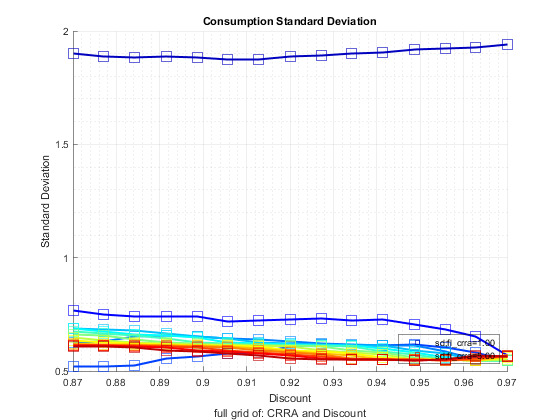 Consumption Standard Deviation
2
1.5
1
0.5
Standard Deviation
0.87 0.88 0.89 0.9 0.91 0.92 0.93 0.94 0.95 0.96 0.97
Discount
full grid of: CRRA and Discount